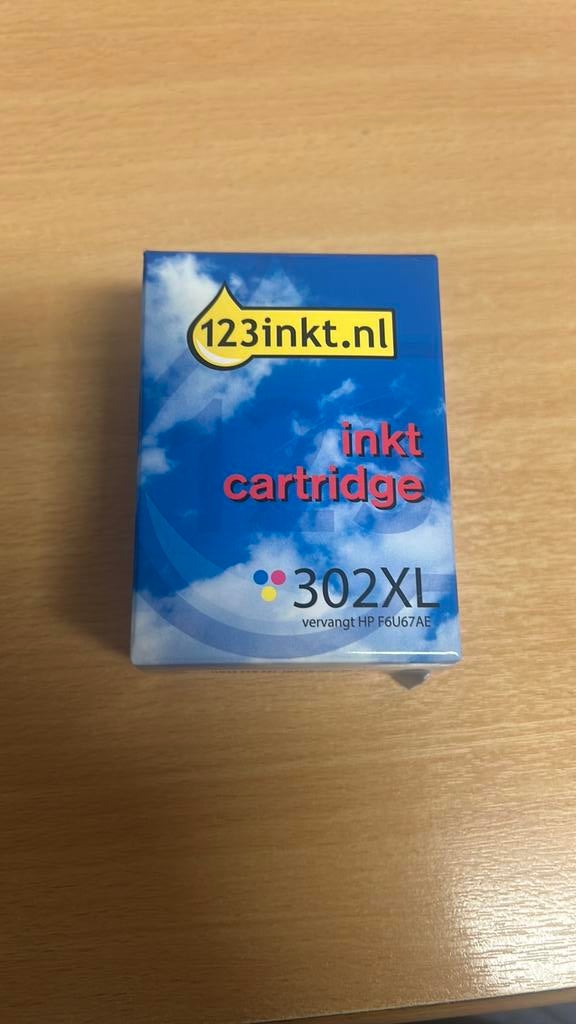 123inkt.nl
inkt
cartridge
302XL
vervangt HP F6U67AE